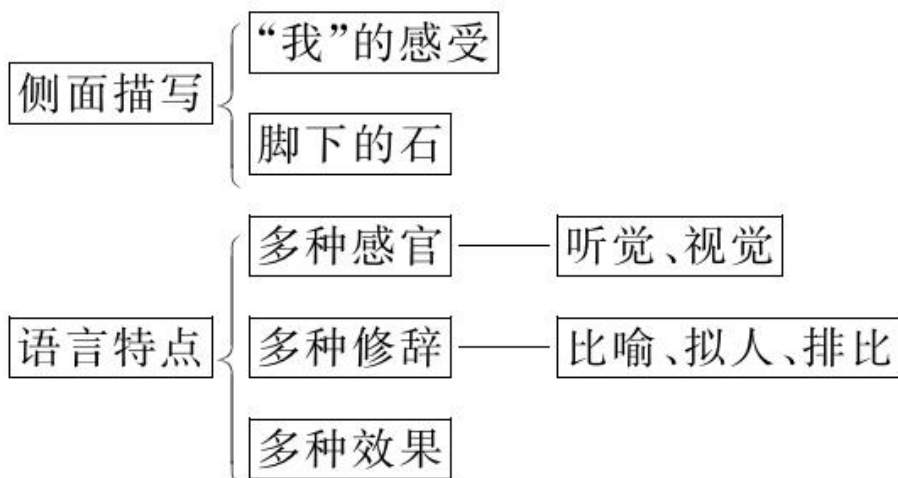 “我”的感受
侧面描写
脚下的石
多种感官 听觉、视觉
语言特点 多种修辞 比喻、拟人、排比
多种效果